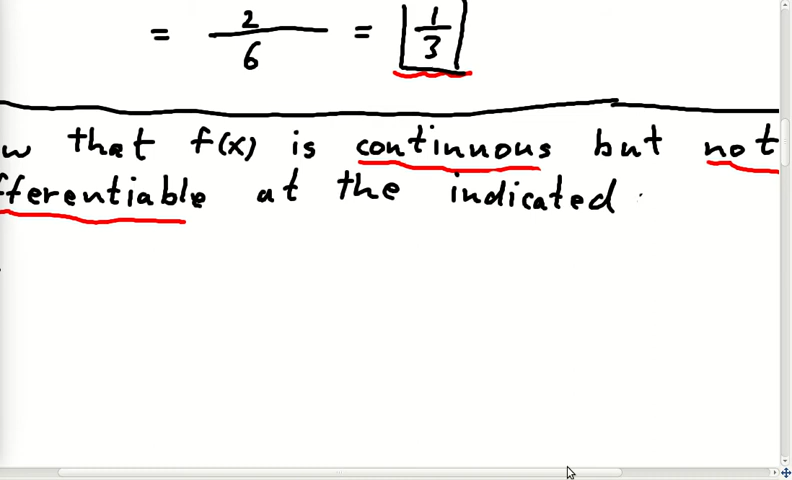 = 2/6 = 1/3
w that f(x) is continuous but not
fferentiable at the indicated